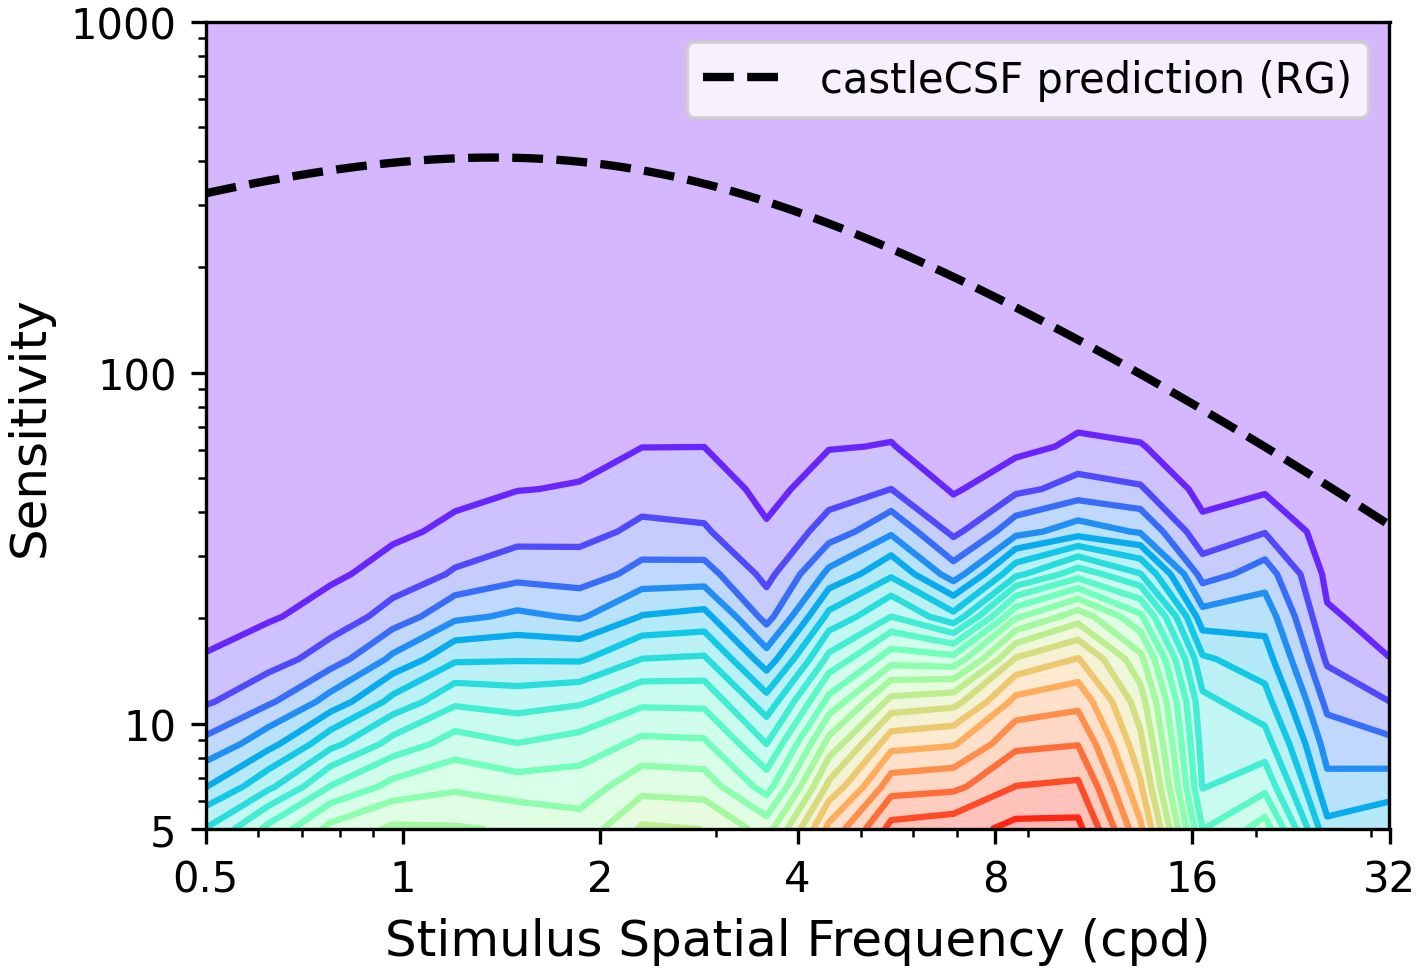 1000
castleCSF prediction (RG)
Sensitivity
100
10
5
0.5 1 2 4 8 16 32
Stimulus Spatial Frequency (cpd)